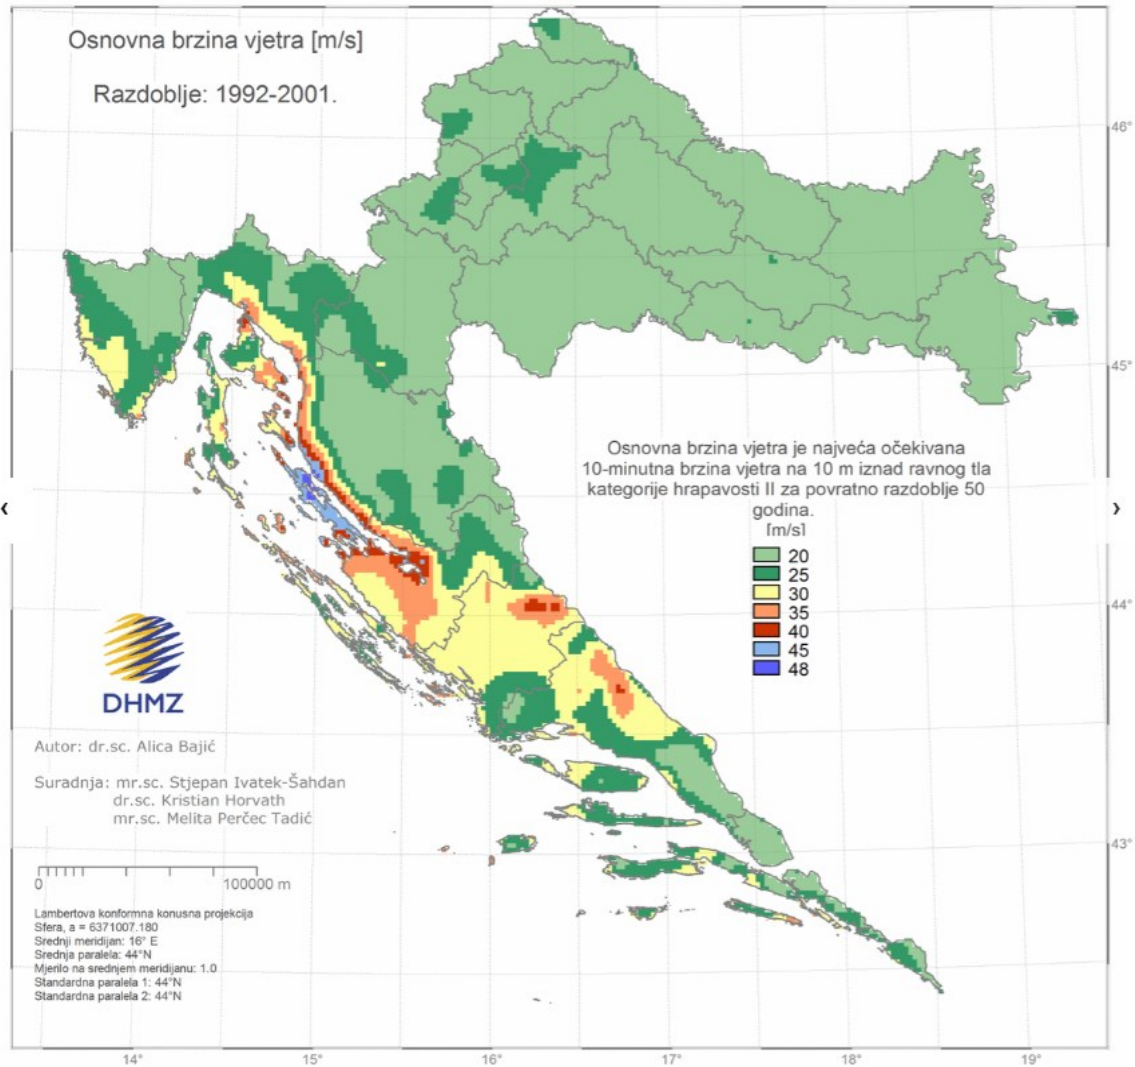 Osnovna brzina vjetra [m/s]
Razdoblje: 1992-2001.
46°
45°
Osnovna brzina vjetra je najveća očekivana
10-minutna brzina vjetra na 10 m iznad ravnog tla
kategorije hrapavosti II za povratno razdoblje 50
godina.
[m/s]
20
25
30
35
40
45
48
44°
DHMZ
Autor: dr.sc. Alica Bajič
Suradnja: mr.sc. Stjepan Ivatek-Šahdan
dr.sc. Kristian Horvath
mr.sc. Melita Perčec Tadić
43°
0 100000 m
Lambertova konformna konusna projekcija
Sfera, a = 6371007.180
Srednji meridijan: 16° E
Srednja paralela: 44°N
Mjerilo na srednjem meridijanu: 1.0
Standardna paralela 1: 44°N
Standardna paralela 2: 44°N
14° 15° 16° 17° 18° 19°